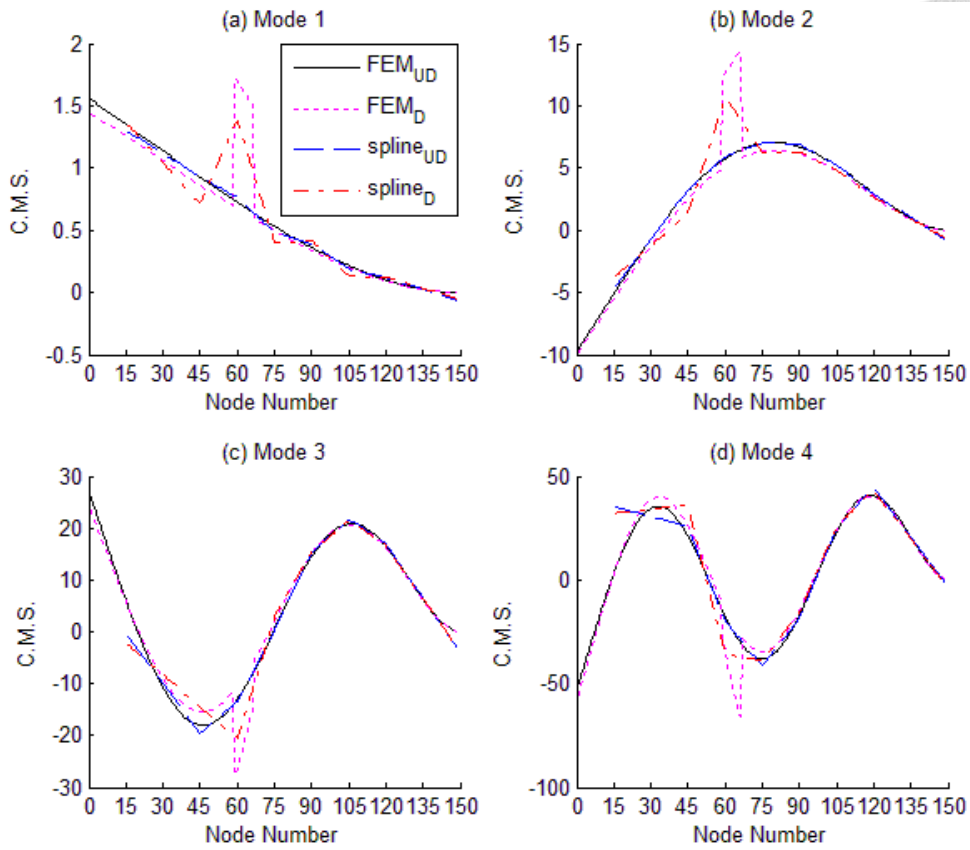 (a) Mode 1
2
1.5
1
0.5
0
-0.5
C.M.S.
0 15 30 45 60 75 90 105 120 135 150
Node Number
FEM_UD
FEM_D
spline_UD
spline_D
(b) Mode 2
15
10
5
0
-5
-10
C.M.S.
0 15 30 45 60 75 90 105 120 135 150
Node Number
(c) Mode 3
30
20
10
0
-10
-20
-30
C.M.S.
0 15 30 45 60 75 90 105 120 135 150
Node Number
(d) Mode 4
50
0
-50
-100
C.M.S.
0 15 30 45 60 75 90 105 120 135 150
Node Number